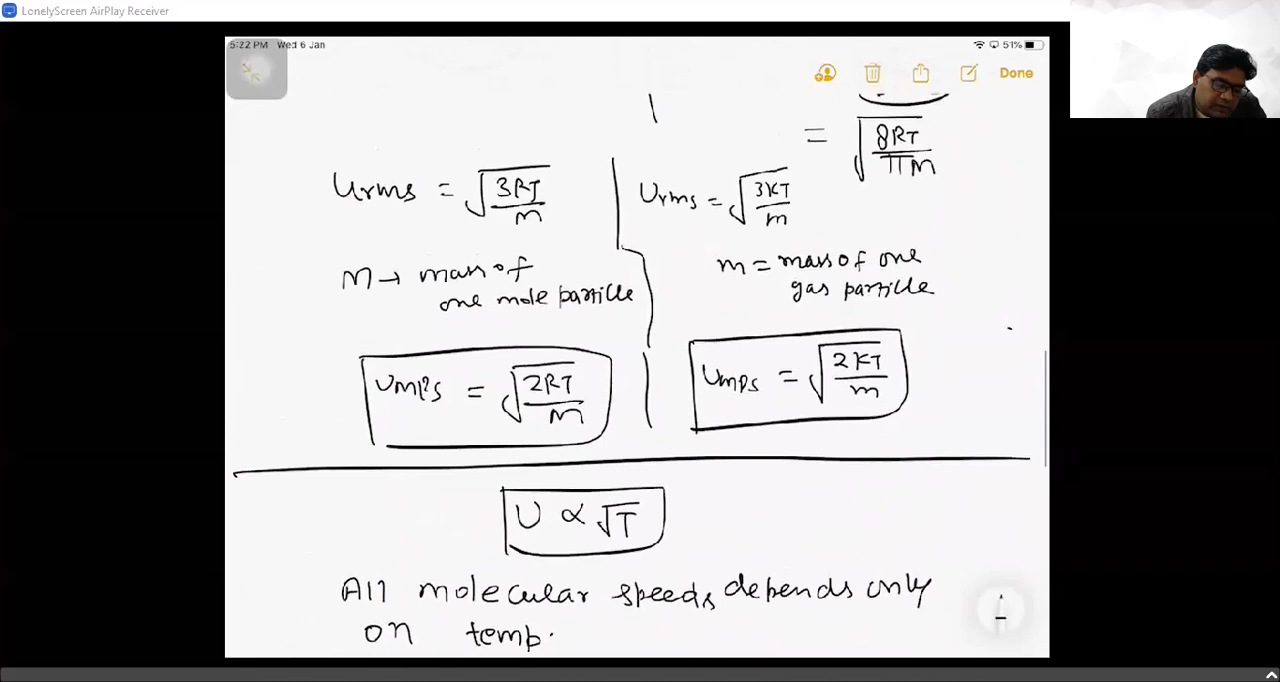 LonelyScreen AirPlay Receiver
5:22 PM Wed 6 Jan
51%
Done
= √(8RT/πM)
Urms = √(3RT/M)
Urms = √(3KT/m)
M → mass of
one mole particle
m = mass of one
gas particle
Umps = √(2RT/M)
Umps = √(2KT/m)
U ∝ √T
All molecular speeds depends only
on temp.